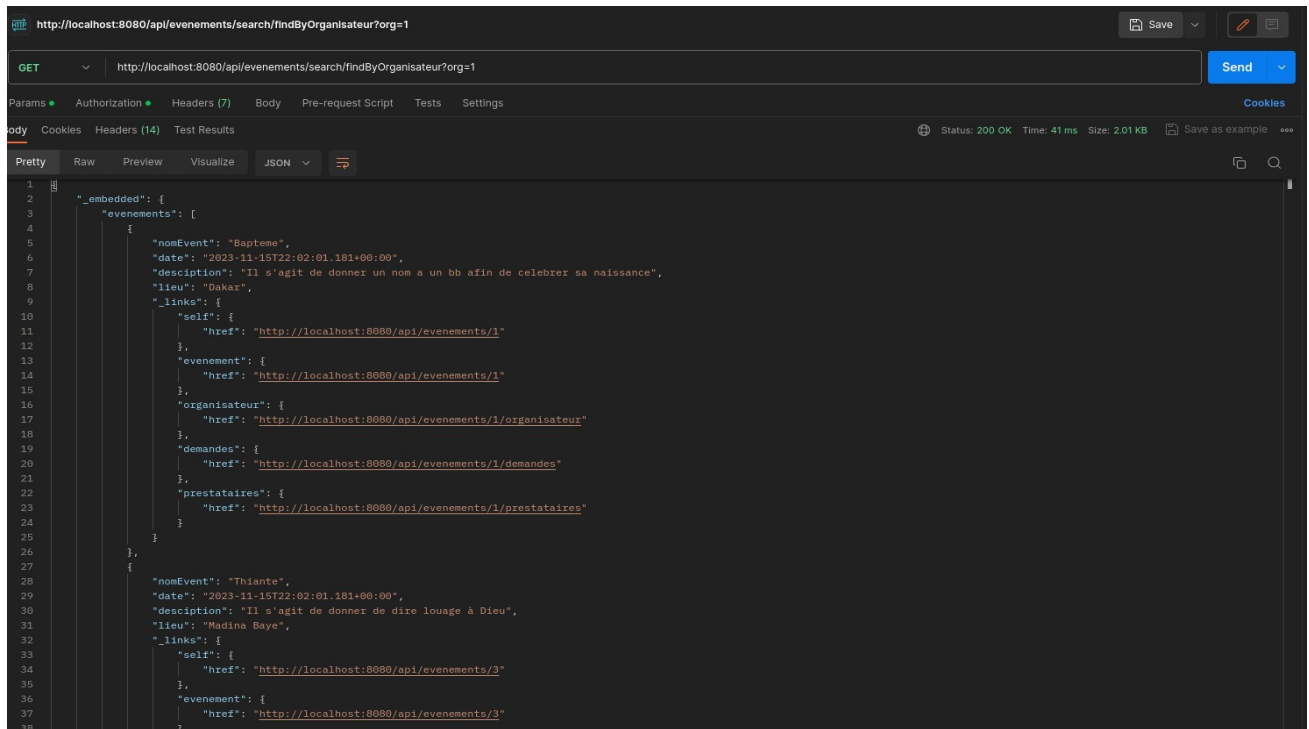 HTTP http://localhost:8080/api/evenements/search/findByOrganisateur?org=1 Save
GET http://localhost:8080/api/evenements/search/findByOrganisateur?org=1 Send
Params Authorization Headers (7) Body Pre-request Script Tests Settings Cookies
Body Cookies Headers (14) Test Results Status: 200 OK Time: 41 ms Size: 2.01 KB Save as example
Pretty Raw Preview Visualize JSON
1 {
2 "_embedded": {
3 "evenements": [
4 {
5 "nomEvent": "Bapteme",
6 "date": "2023-11-15T22:02:01.181+00:00",
7 "desciption": "Il s'agit de donner un nom a un bb afin de celebrer sa naissance",
8 "lieu": "Dakar",
9 "_links": {
10 "self": {
11 "href": "http://localhost:8080/api/evenements/1"
12 },
13 "evenement": {
14 "href": "http://localhost:8080/api/evenements/1"
15 },
16 "organisateur": {
17 "href": "http://localhost:8080/api/evenements/1/organisateur"
18 },
19 "demandes": {
20 "href": "http://localhost:8080/api/evenements/1/demandes"
21 },
22 "prestataires": {
23 "href": "http://localhost:8080/api/evenements/1/prestataires"
24 }
25 }
26 },
27 {
28 "nomEvent": "Thiante",
29 "date": "2023-11-15T22:02:01.181+00:00",
30 "desciption": "Il s'agit de donner de dire louage à Dieu",
31 "lieu": "Madina Baye",
32 "_links": {
33 "self": {
34 "href": "http://localhost:8080/api/evenements/3"
35 },
36 "evenement": {
37 "href": "http://localhost:8080/api/evenements/3"
38 }